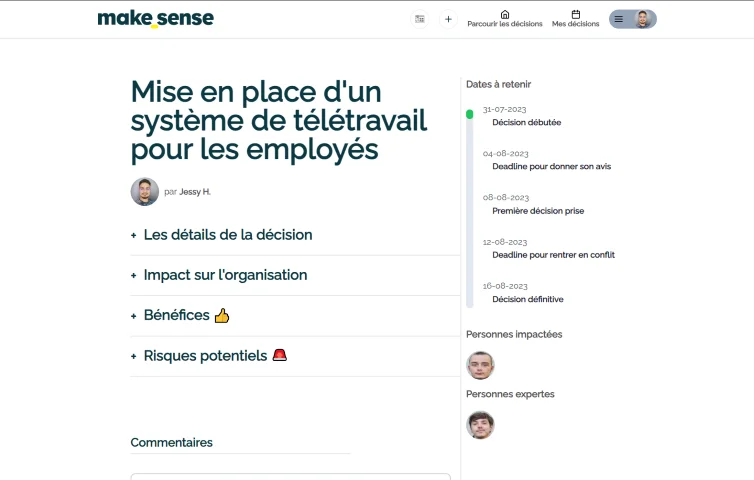 make_sense
Parcourir les décisions
Mes décisions
Mise en place d'un
système de télétravail
pour les employés
par Jessy H.
+ Les détails de la décision
+ Impact sur l'organisation
+ Bénéfices 👍
+ Risques potentiels 🚨
Commentaires
Dates à retenir
31-07-2023
Décision débutée
04-08-2023
Deadline pour donner son avis
08-08-2023
Première décision prise
12-08-2023
Deadline pour rentrer en conflit
16-08-2023
Décision définitive
Personnes impactées
Personnes expertes